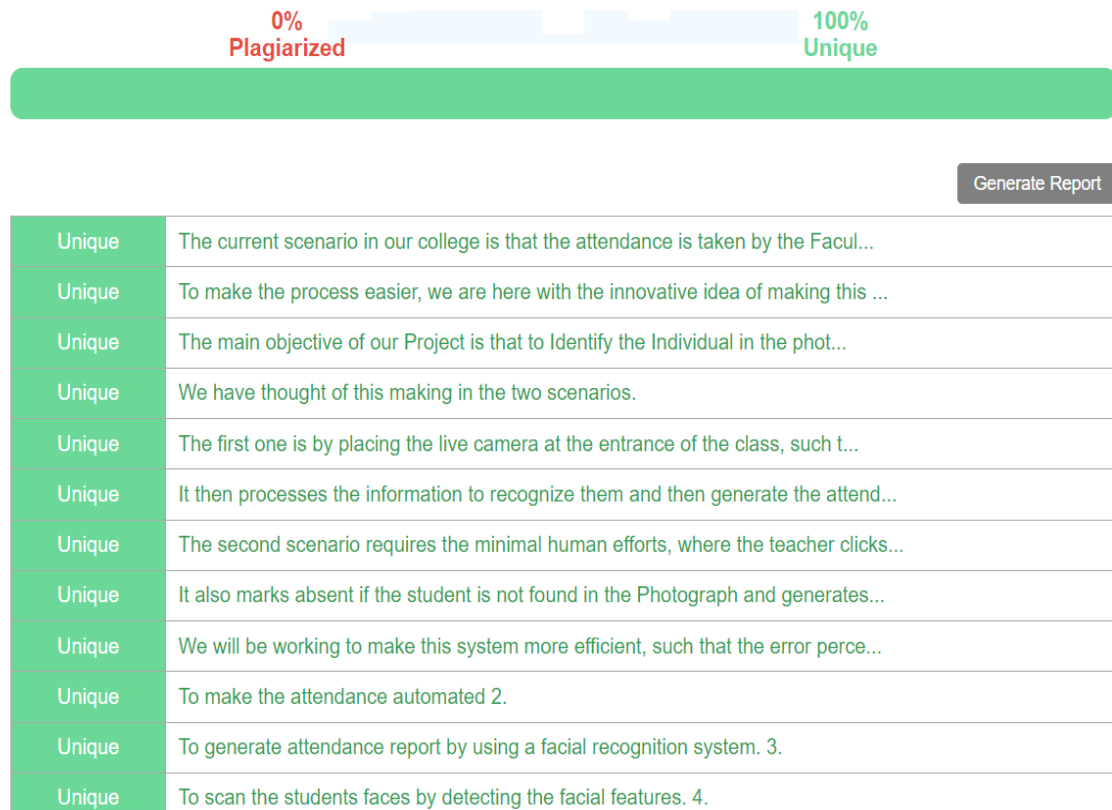 0%
Plagiarized
100%
Unique
Generate Report
Unique The current scenario in our college is that the attendance is taken by the Facul...
Unique To make the process easier, we are here with the innovative idea of making this ...
Unique The main objective of our Project is that to Identify the Individual in the phot...
Unique We have thought of this making in the two scenarios.
Unique The first one is by placing the live camera at the entrance of the class, such t...
Unique It then processes the information to recognize them and then generate the attend...
Unique The second scenario requires the minimal human efforts, where the teacher clicks...
Unique It also marks absent if the student is not found in the Photograph and generates...
Unique We will be working to make this system more efficient, such that the error perce...
Unique To make the attendance automated 2.
Unique To generate attendance report by using a facial recognition system. 3.
Unique To scan the students faces by detecting the facial features. 4.